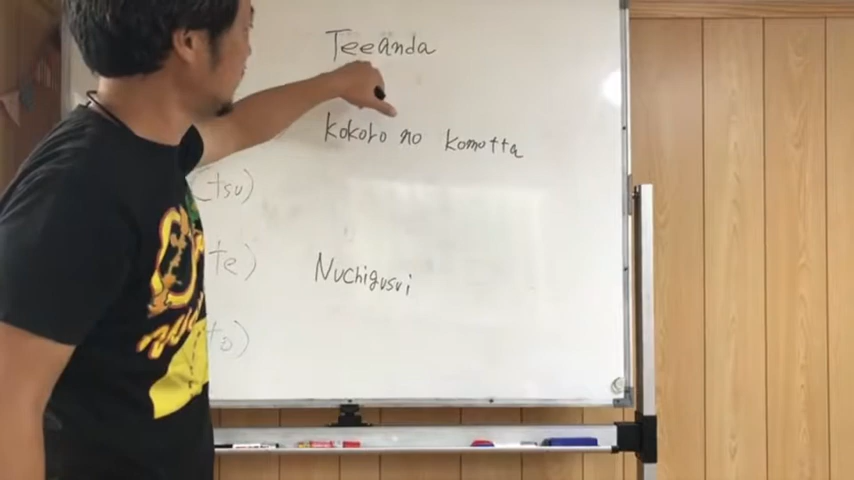 Teeanda
kokoro no komotta
(tsu)
te)
Nuchigusui
to)